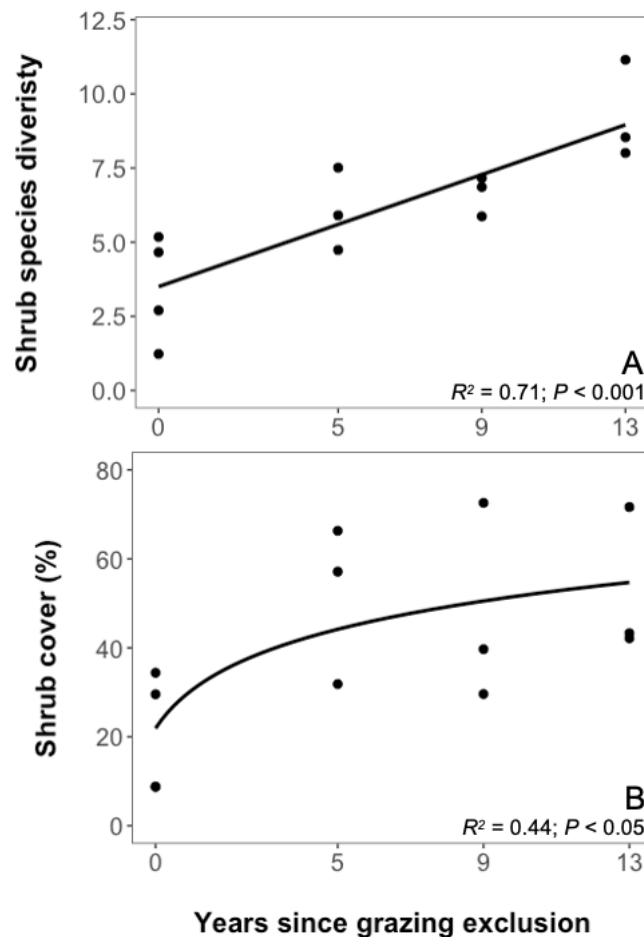 Shrub species diveristy
12.5
10.0
7.5
5.0
2.5
0.0
A
R² = 0.71; P < 0.001
0 5 9 13
Shrub cover (%)
80
60
40
20
0
B
R² = 0.44; P < 0.05
0 5 9 13
Years since grazing exclusion